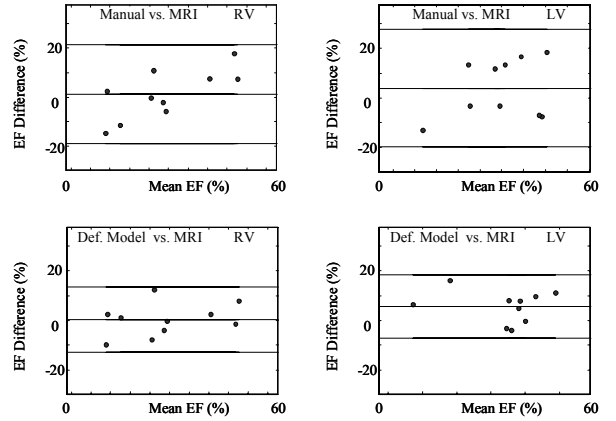 Manual vs. MRI RV
EF Difference (%)
20
0
-20
0 Mean EF (%) 60
Manual vs. MRI LV
EF Difference (%)
20
0
-20
0 Mean EF (%) 60
Def. Model vs. MRI RV
EF Difference (%)
20
0
-20
0 Mean EF (%) 60
Def. Model vs. MRI LV
EF Difference (%)
20
0
-20
0 Mean EF (%) 60